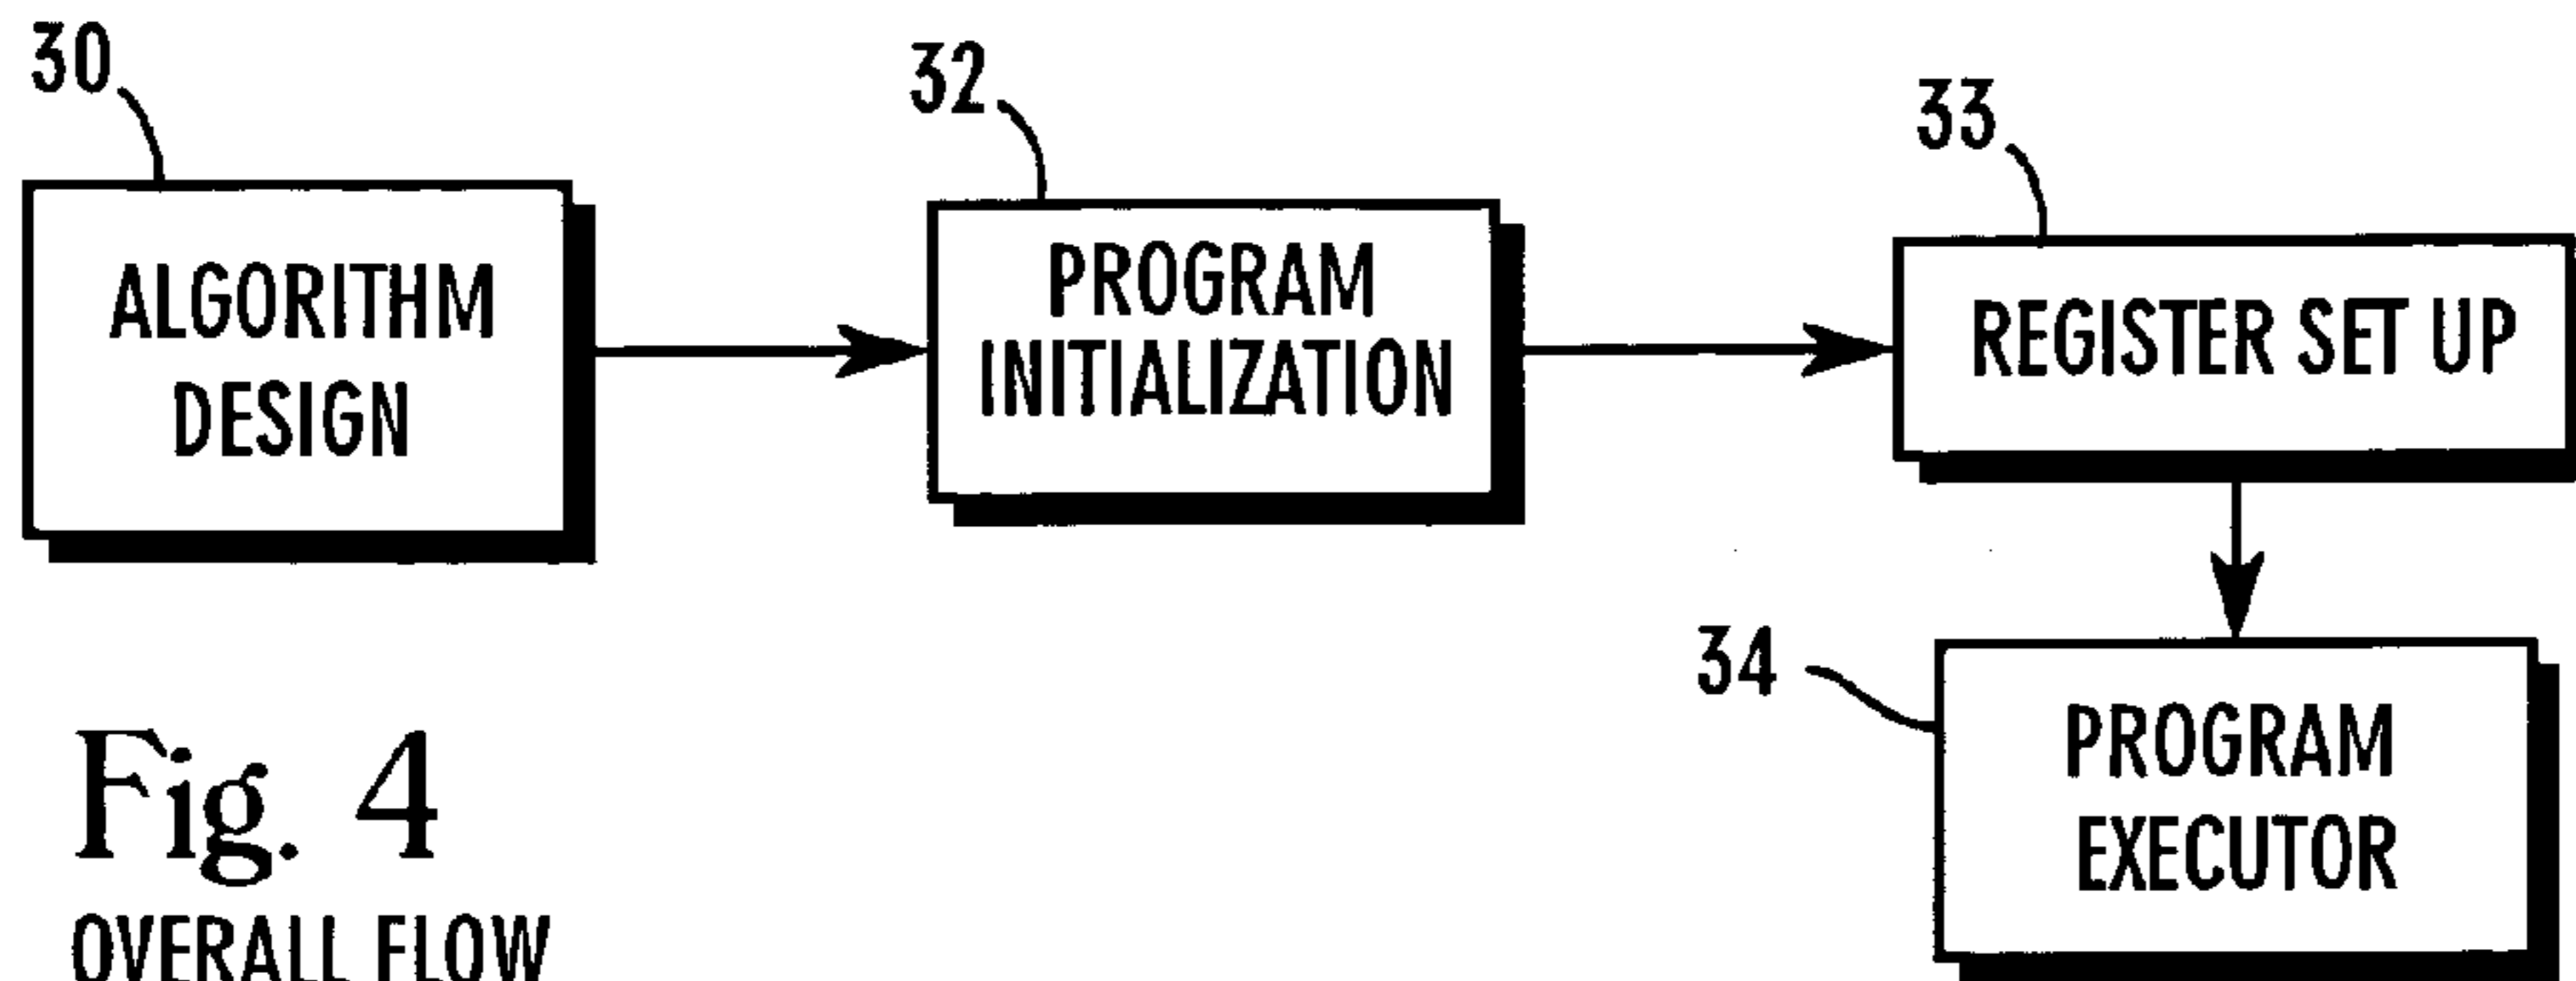 30
32
33
ALGORITHM
DESIGN
PROGRAM
INITIALIZATION
REGISTER SET UP
34
PROGRAM
EXECUTOR
Fig. 4
OVERALL FLOW